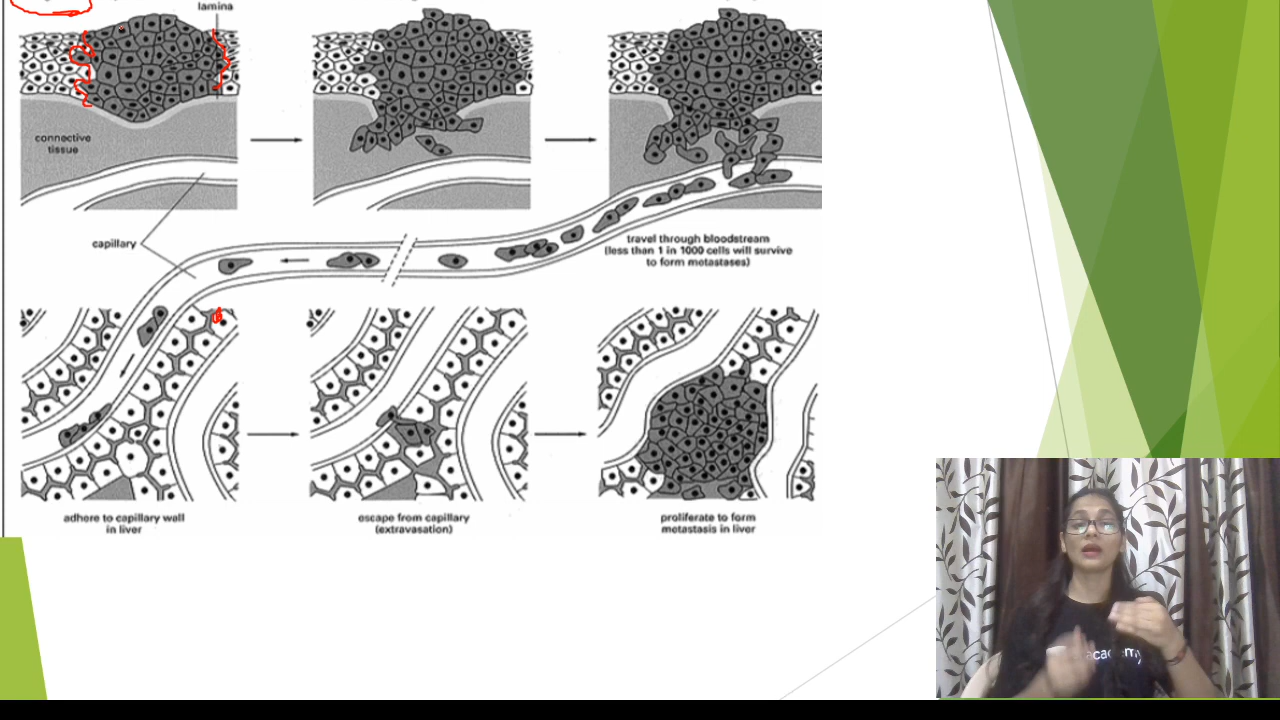 lamina
connective
tissue
capillary
travel through bloodstream
(less than 1 in 1000 cells will survive
to form metastases)
adhere to capillary wall
in liver
escape from capillary
(extravasation)
proliferate to form
metastasis in liver